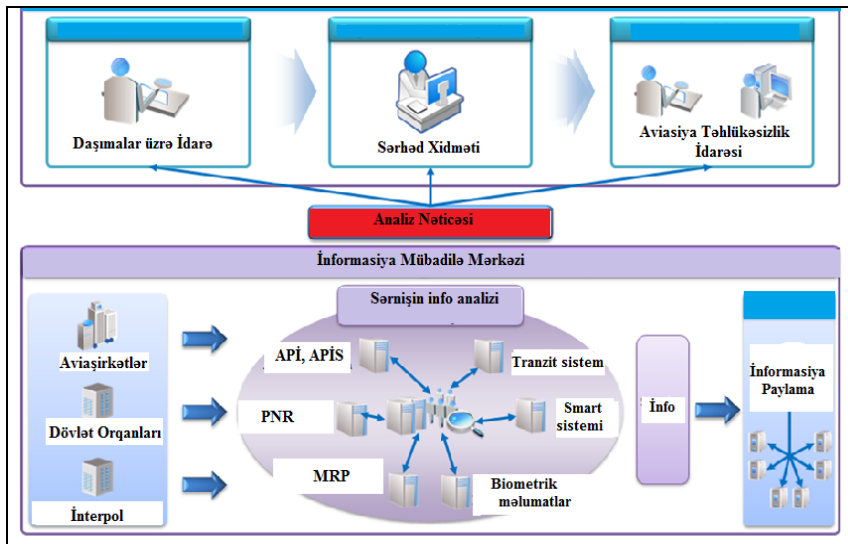 Daşımalar üzrə İdarə
Sərhəd Xidməti
Aviasiya Təhlükəsizlik
İdarəsi
Analiz Nəticəsi
İnformasiya Mübadilə Mərkəzi
Sərnişin info analizi
Aviaşirkətlər
Dövlət Orqanları
İnterpol
APİ, APİS
PNR
MRP
Tranzit sistem
Smart
sistemi
Biometrik
məlumatlar
İnfo
İnformasiya
Paylama